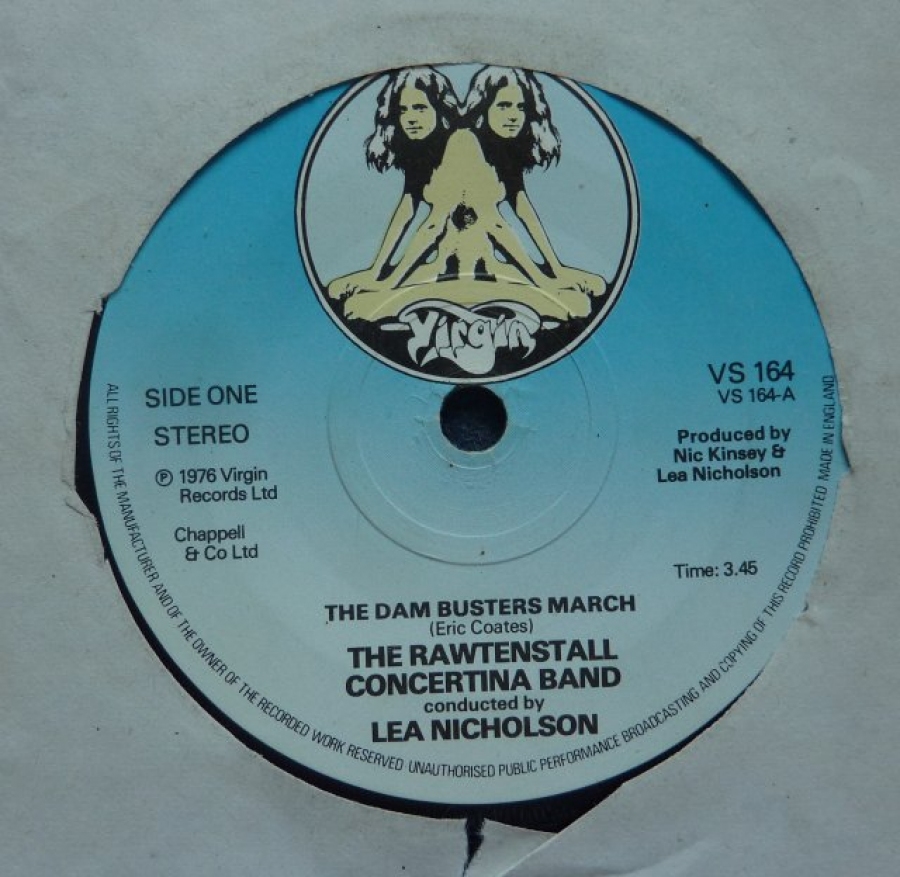 Virgin
SIDE ONE
STEREO
℗ 1976 Virgin
Records Ltd
Chappell
& Co Ltd
VS 164
VS 164-A
Produced by
Nic Kinsey &
Lea Nicholson
Time: 3.45
THE DAM BUSTERS MARCH
(Eric Coates)
THE RAWTENSTALL
CONCERTINA BAND
conducted by
LEA NICHOLSON
ALL RIGHTS OF THE MANUFACTURER AND OF THE OWNER OF THE RECORDED WORK RESERVED UNAUTHORISED PUBLIC PERFORMANCE BROADCASTING AND COPYING OF THIS RECORD PROHIBITED MADE IN ENGLAND